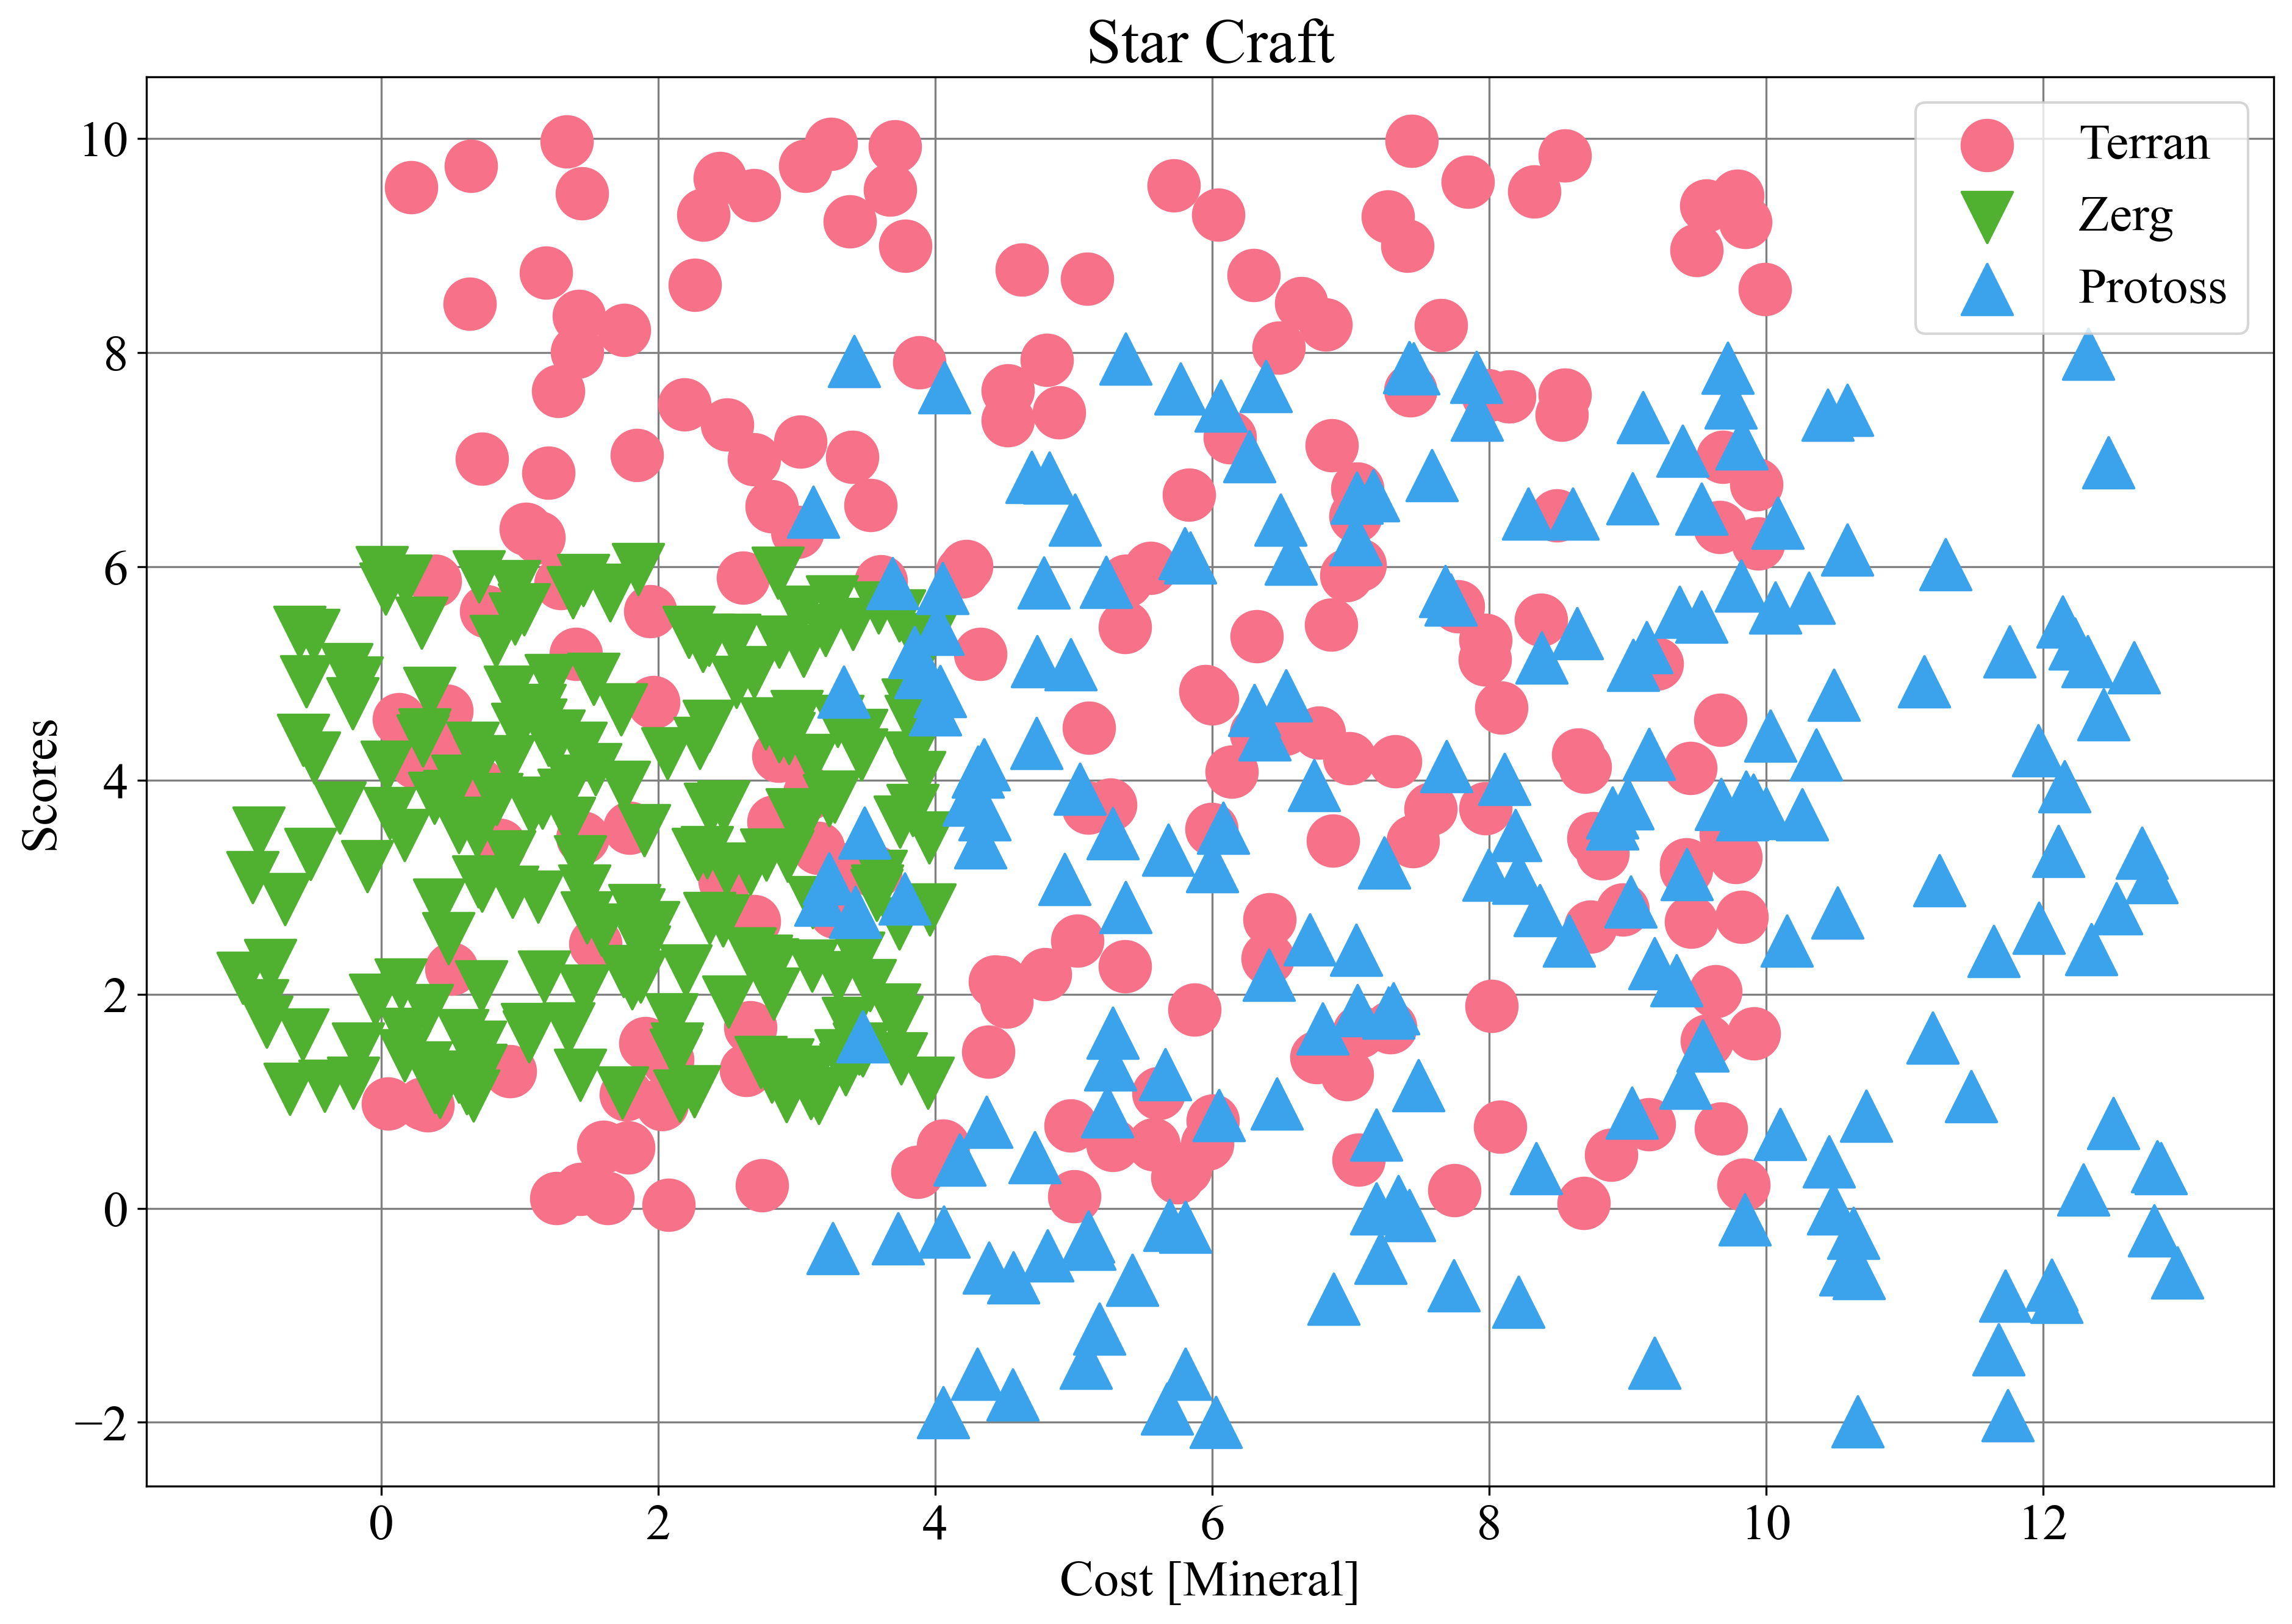 Star Craft
Terran
Zerg
Protoss
10
8
6
4
2
0
−2
Scores
0 2 4 6 8 10 12
Cost [Mineral]